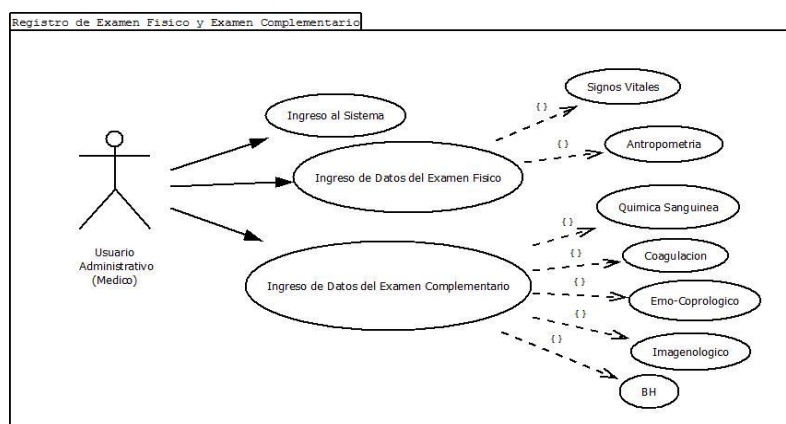 Registro de Examen Fisico y Examen Complementario
Signos Vitales
{ }
Ingreso al Sistema
Antropometria
{ }
Ingreso de Datos del Examen Fisico
Quimica Sanguinea
{ }
Usuario
Administrativo
(Medico)
Coagulacion
{ }
Ingreso de Datos del Examen Complementario
Emo-Coprologico
{ }
{ }
Imagenologico
{ }
BH